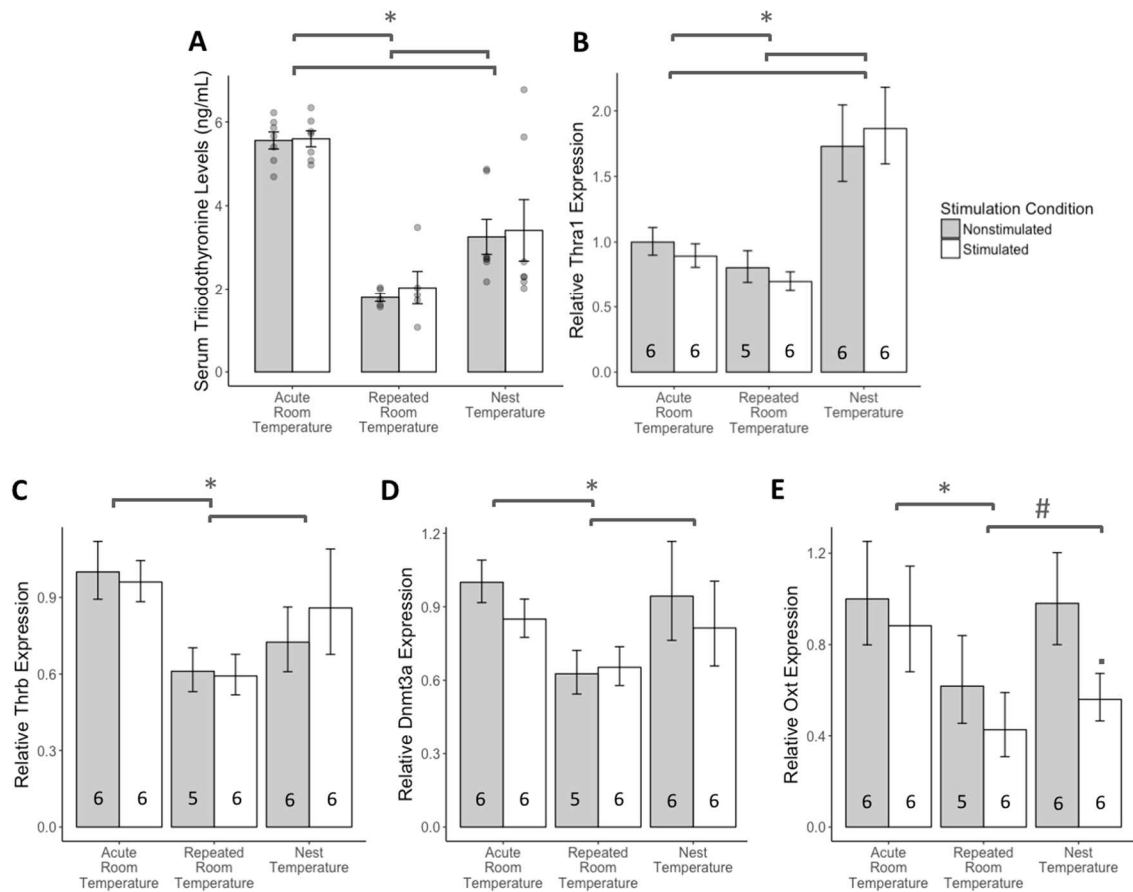 A
*
Serum Triiodothyronine Levels (ng/mL)
6
4
2
0
Acute
Room
Temperature
Repeated
Room
Temperature
Nest
Temperature
B
*
Relative Thra1 Expression
2.0
1.5
1.0
0.5
0.0
6 6 5 6 6 6
Acute
Room
Temperature
Repeated
Room
Temperature
Nest
Temperature
Stimulation Condition
Nonstimulated
Stimulated
C
*
Relative Thrb Expression
0.9
0.6
0.3
0.0
6 6 5 6 6 6
Acute
Room
Temperature
Repeated
Room
Temperature
Nest
Temperature
D
*
Relative Dnmt3a Expression
1.2
0.9
0.6
0.3
0.0
6 6 5 6 6 6
Acute
Room
Temperature
Repeated
Room
Temperature
Nest
Temperature
E
*
#
Relative Oxt Expression
1.2
0.8
0.4
0.0
6 6 5 6 6 6
Acute
Room
Temperature
Repeated
Room
Temperature
Nest
Temperature